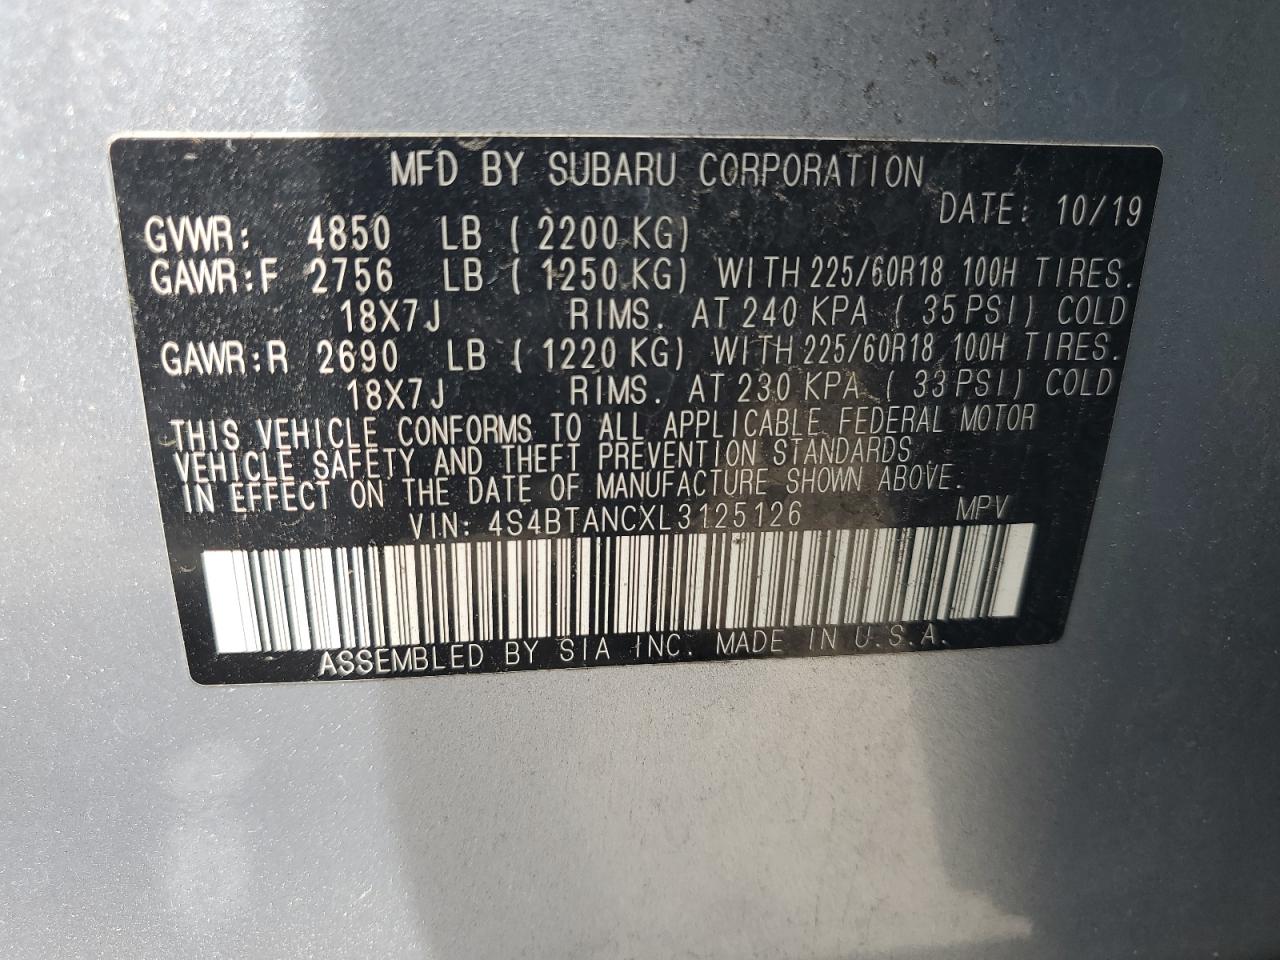 MFD BY SUBARU CORPORATION
DATE: 10/19
GVWR: 4850 LB ( 2200 KG)
GAWR:F 2756 LB ( 1250 KG) WITH 225/60R18 100H TIRES.
18X7J RIMS. AT 240 KPA ( 35 PSI) COLD
GAWR:R 2690 LB ( 1220 KG) WITH 225/60R18 100H TIRES.
18X7J RIMS. AT 230 KPA ( 33 PSI) COLD
THIS VEHICLE CONFORMS TO ALL APPLICABLE FEDERAL MOTOR
VEHICLE SAFETY AND THEFT PREVENTION STANDARDS
IN EFFECT ON THE DATE OF MANUFACTURE SHOWN ABOVE.
VIN: 4S4BTANCXL3125126 MPV
ASSEMBLED BY SIA INC. MADE IN U.S.A.